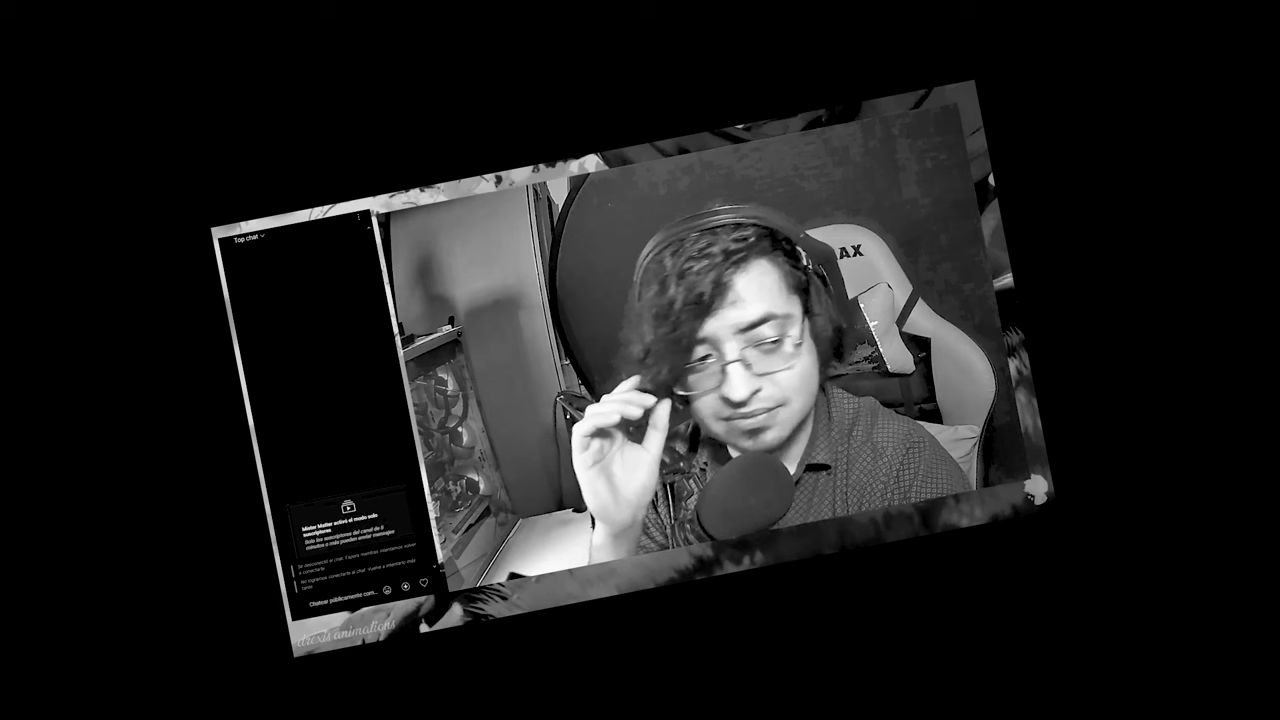 Top chat
AX
Mister Matter activó el modo solo
suscriptores
Solo los suscriptores del canal de 5
minutos o más pueden enviar mensajes
Se desconectó el chat. Espera mientras intentamos volver
a conectarte.
No logramos conectarte al chat. Vuelve a intentarlo más
tarde.
Chatear públicamente com...
drexis animations